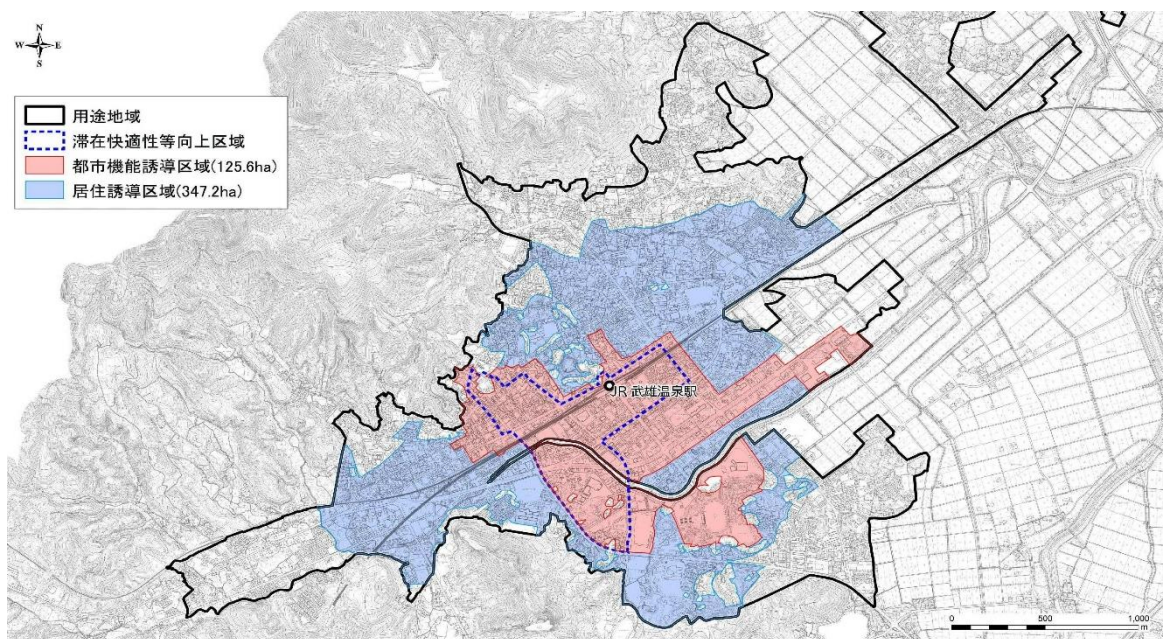 N
W E
S
用途地域
滞在快適性等向上区域
都市機能誘導区域(125.6ha)
居住誘導区域(347.2ha)
JR 武雄温泉駅
0 500 1,000
m